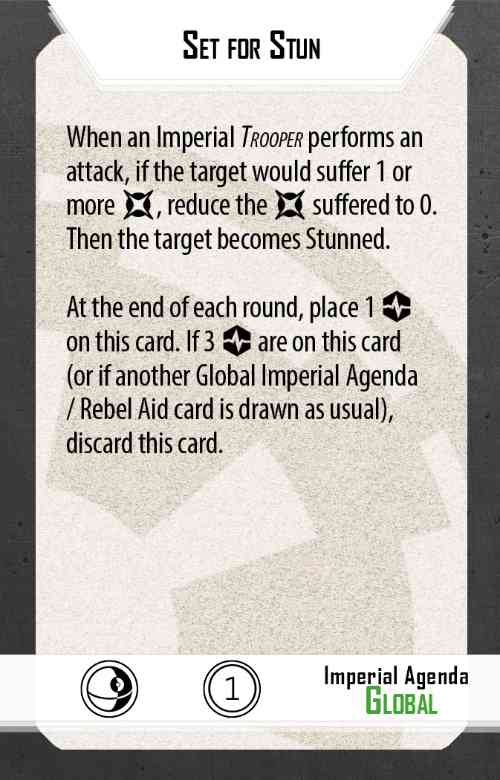 Set for Stun
When an Imperial Trooper performs an
attack, if the target would suffer 1 or
more , reduce the suffered to 0.
Then the target becomes Stunned.
At the end of each round, place 1
on this card. If 3 are on this card
(or if another Global Imperial Agenda
/ Rebel Aid card is drawn as usual),
discard this card.
1
Imperial Agenda
Global